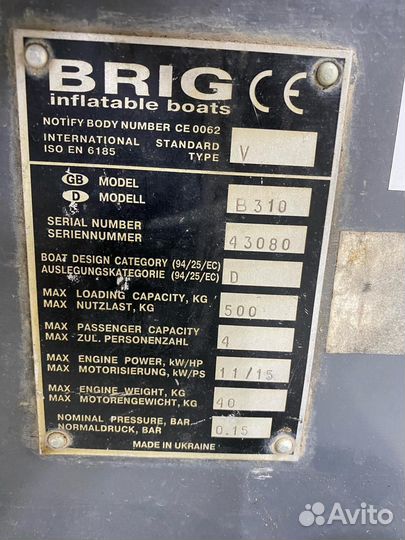 BRIG CE
inflatable boats
NOTIFY BODY NUMBER CE 0062
INTERNATIONAL STANDARD
ISO EN 6185 TYPE V
GB MODEL
D MODELL B310
SERIAL NUMBER
SERIENNUMMER 43080
BOAT DESIGN CATEGORY (94/25/EC)
AUSLEGUNGSKATEGORIE (94/25/EC) D
MAX LOADING CAPACITY, KG
MAX NUTZLAST, KG 500
MAX PASSENGER CAPACITY
MAX ZUL. PERSONENZAHL 4
MAX ENGINE POWER, kW/HP
MAX MOTORISIERUNG, kW/PS 11/15
MAX ENGINE WEIGHT, KG
MAX MOTORENGEWICHT, KG 40
NOMINAL PRESSURE, BAR
NORMALDRUCK, BAR 0.15
MADE IN UKRAINE
Avito